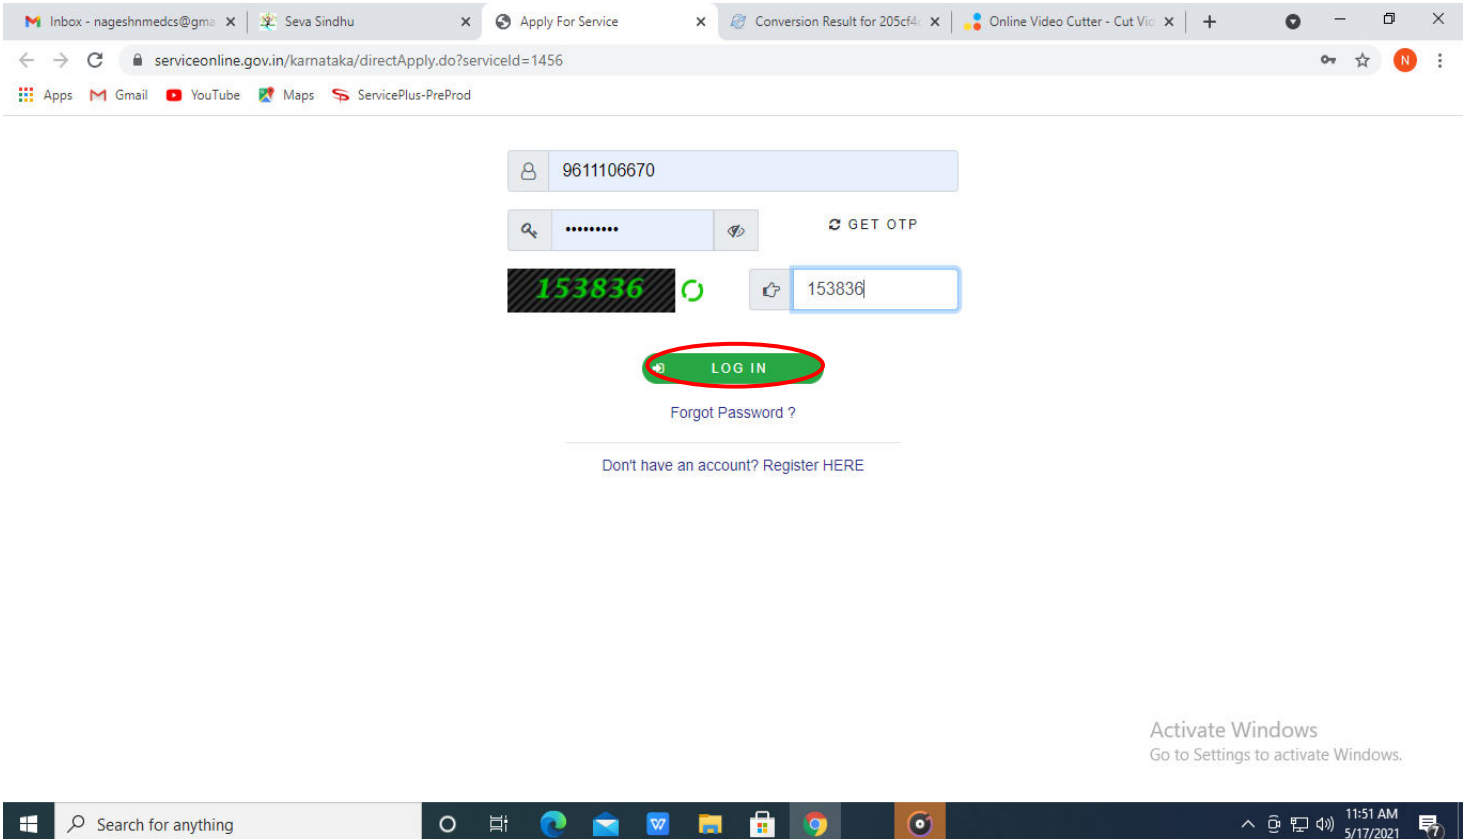 Inbox - nageshnmedcs@gma
Seva Sindhu
Apply For Service
Conversion Result for 205cf4
Online Video Cutter - Cut Vid
serviceonline.gov.in/karnataka/directApply.do?serviceId=1456
N
Apps
Gmail
YouTube
Maps
ServicePlus-PreProd
9611106670
•••••••••
GET OTP
153836
153836
LOG IN
Forgot Password ?
Don't have an account? Register HERE
Activate Windows
Go to Settings to activate Windows.
Search for anything
W
11:51 AM
5/17/2021
7